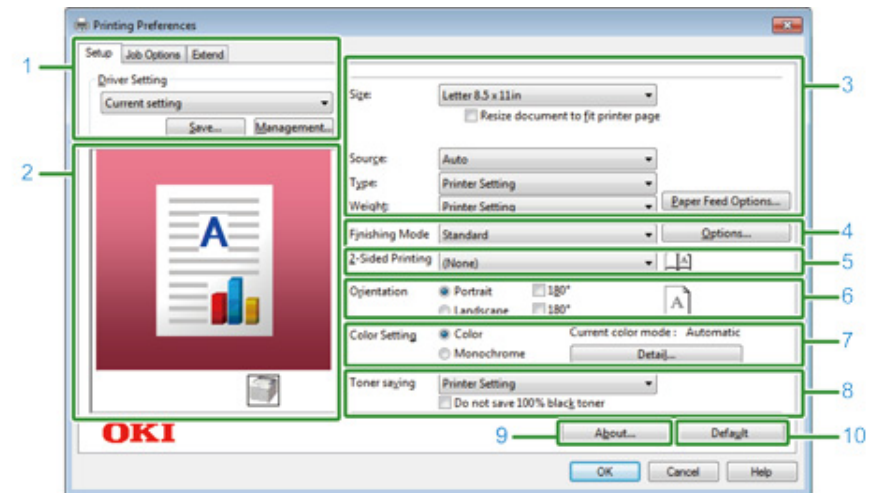 Printing Preferences
Setup Job Options Extend
1
Driver Setting
Current setting
Save... Management...
2
A
OKI
Size: Letter 8.5 x 11in
Resize document to fit printer page
3
Source: Auto
Type: Printer Setting
Weight: Printer Setting Paper Feed Options...
Finishing Mode Standard Options... 4
2-Sided Printing (None) A 5
Orientation Portrait 180° A 6
Landscape 180°
Color Setting Color Current color mode : Automatic 7
Monochrome Detail...
Toner saving Printer Setting 8
Do not save 100% black toner
9 About... Default 10
OK Cancel Help